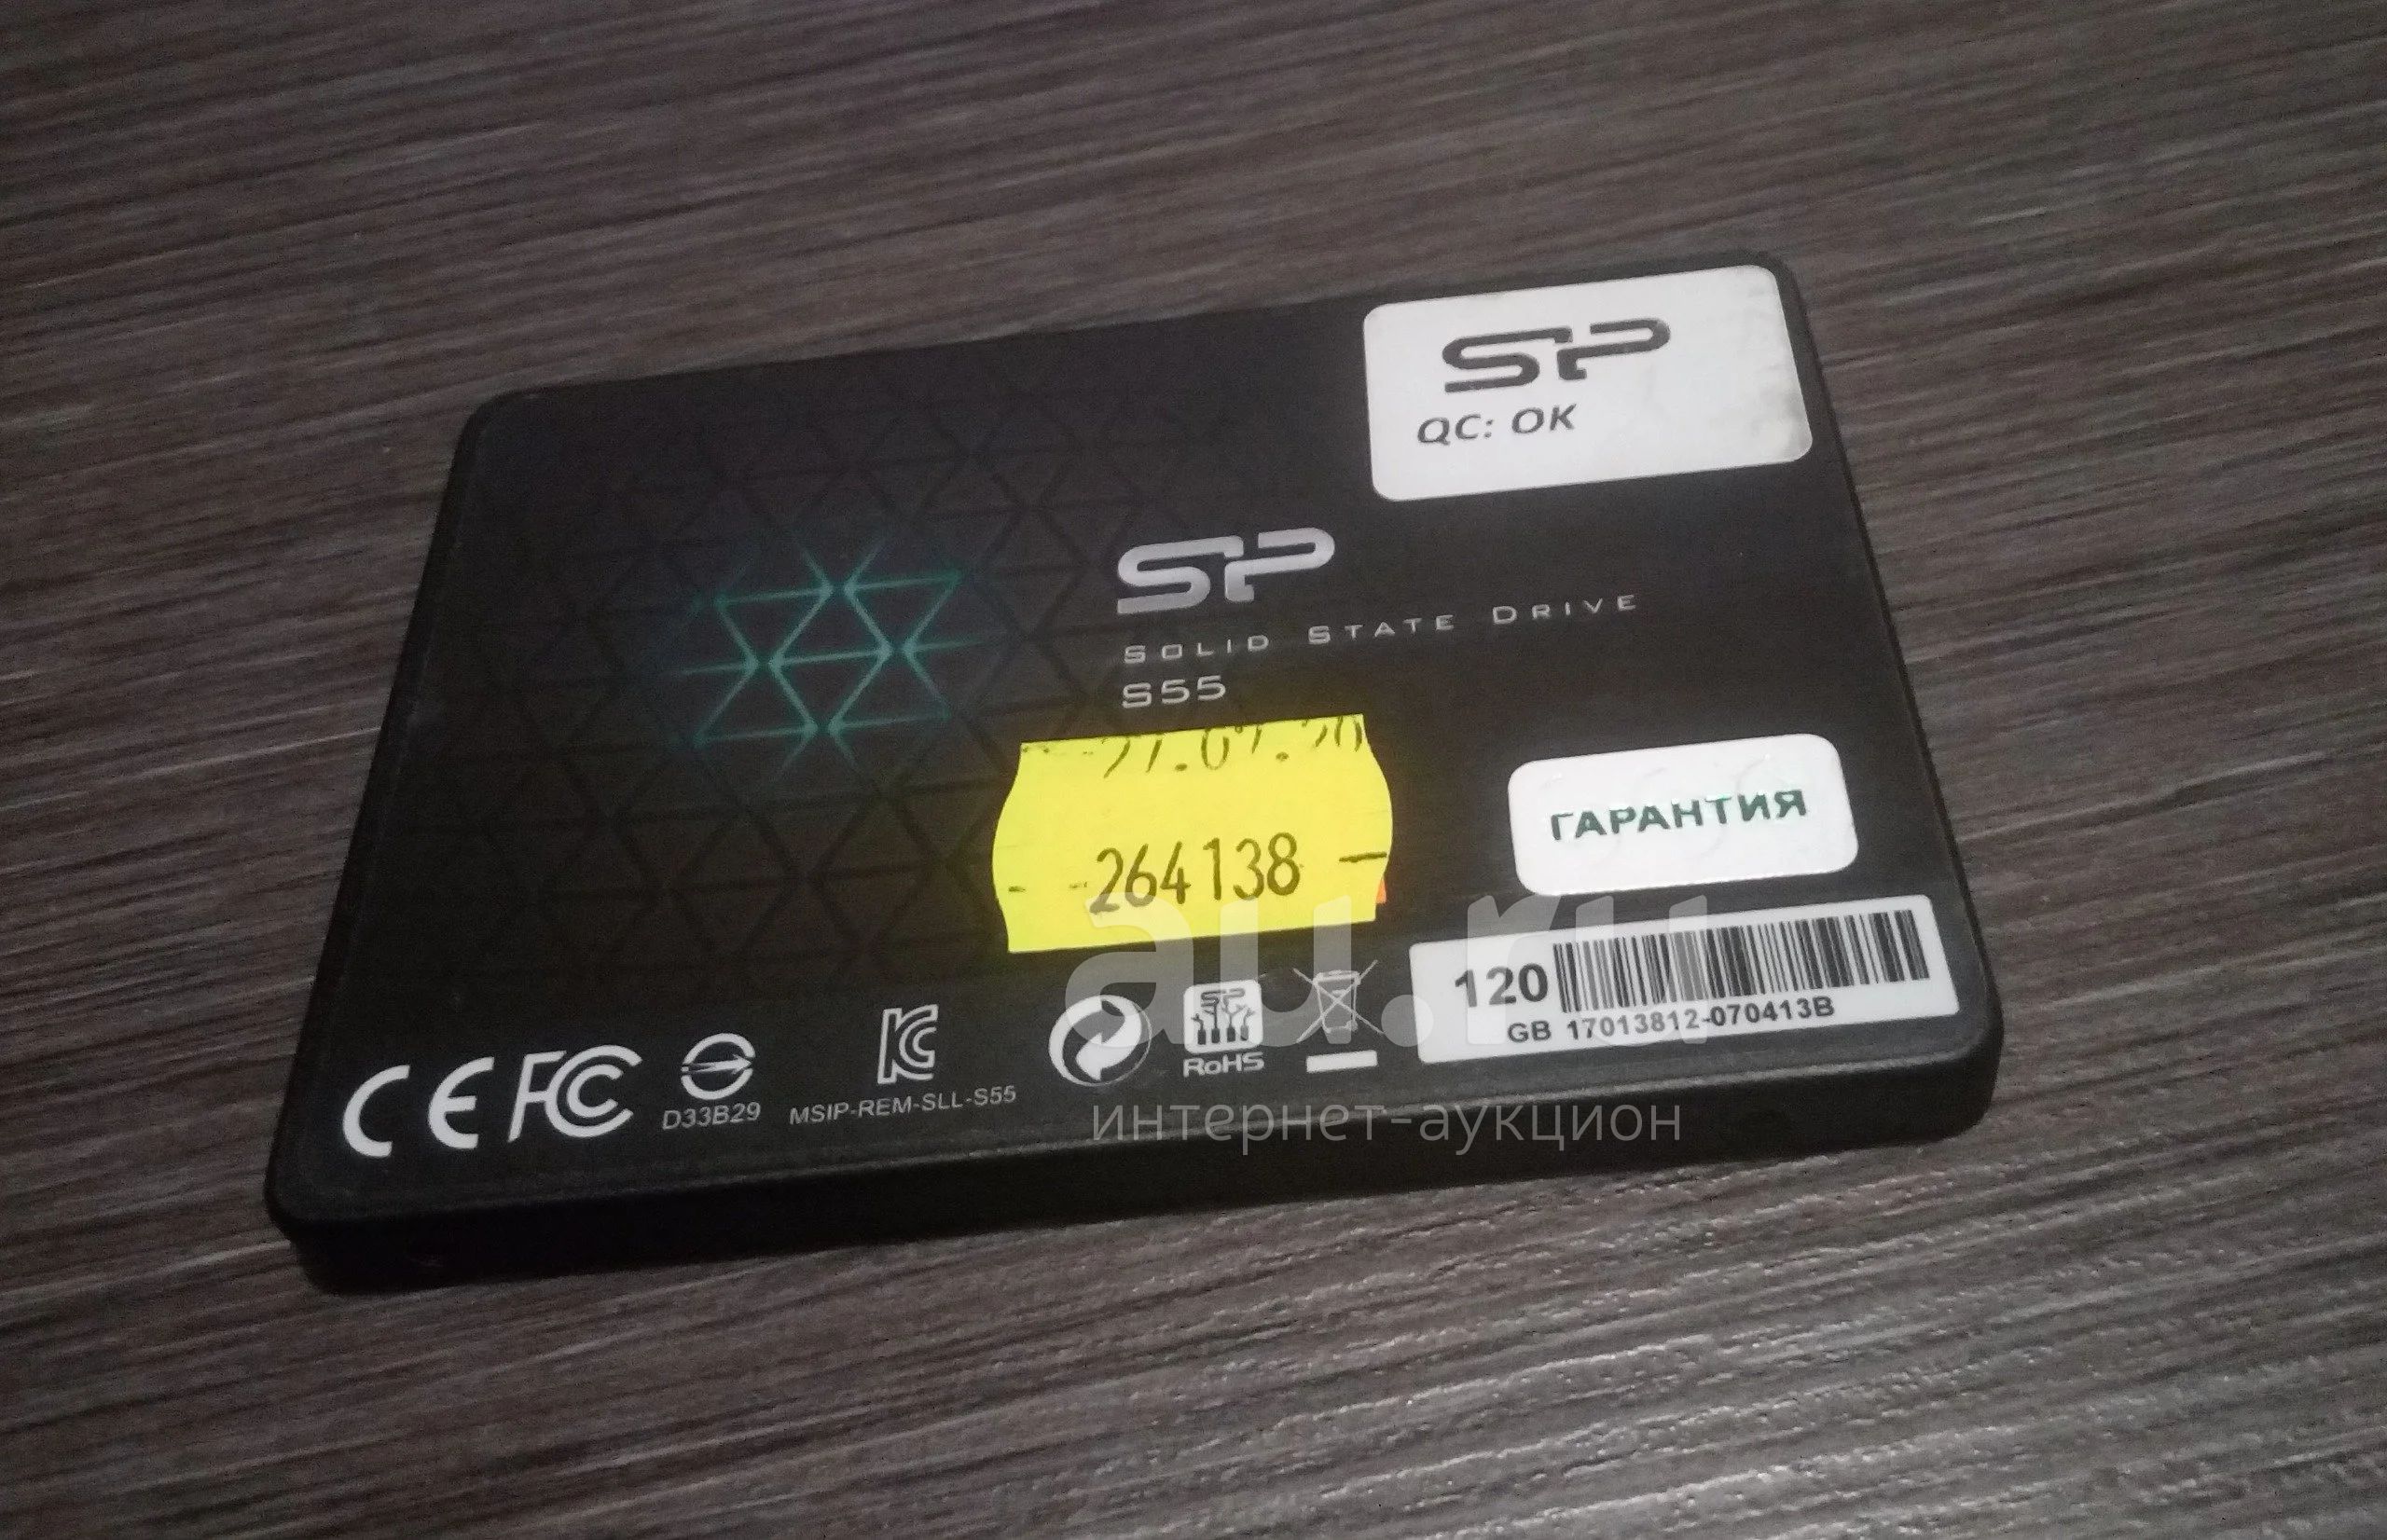 SP
QC: OK
SP
SOLID STATE DRIVE
S55
264138
ГАРАНТИЯ
120
GB 17013812-070413B
CE FC
D33B29
MSIP-REM-SLL-S55
SP
RoHS
au.ru
интернет-аукцион